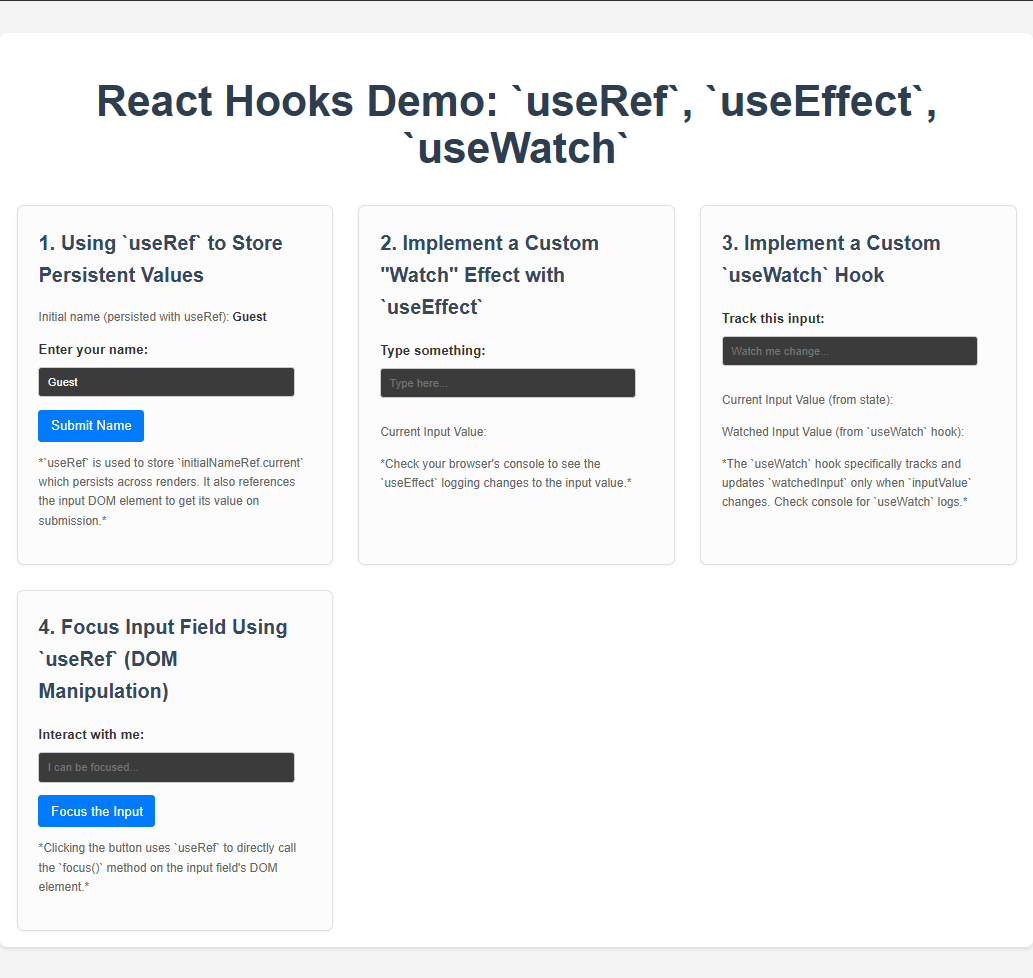 React Hooks Demo: `useRef`, `useEffect`,
`useWatch`
1. Using `useRef` to Store
Persistent Values
Initial name (persisted with useRef): Guest
Enter your name:
Guest
Submit Name
*`useRef` is used to store `initialNameRef.current`
which persists across renders. It also references
the input DOM element to get its value on
submission.*
2. Implement a Custom
"Watch" Effect with
`useEffect`
Type something:
Type here...
Current Input Value:
*Check your browser's console to see the
`useEffect` logging changes to the input value.*
3. Implement a Custom
`useWatch` Hook
Track this input:
Watch me change...
Current Input Value (from state):
Watched Input Value (from `useWatch` hook):
*The `useWatch` hook specifically tracks and
updates `watchedInput` only when `inputValue`
changes. Check console for `useWatch` logs.*
4. Focus Input Field Using
`useRef` (DOM
Manipulation)
Interact with me:
I can be focused...
Focus the Input
*Clicking the button uses `useRef` to directly call
the `focus()` method on the input field's DOM
element.*